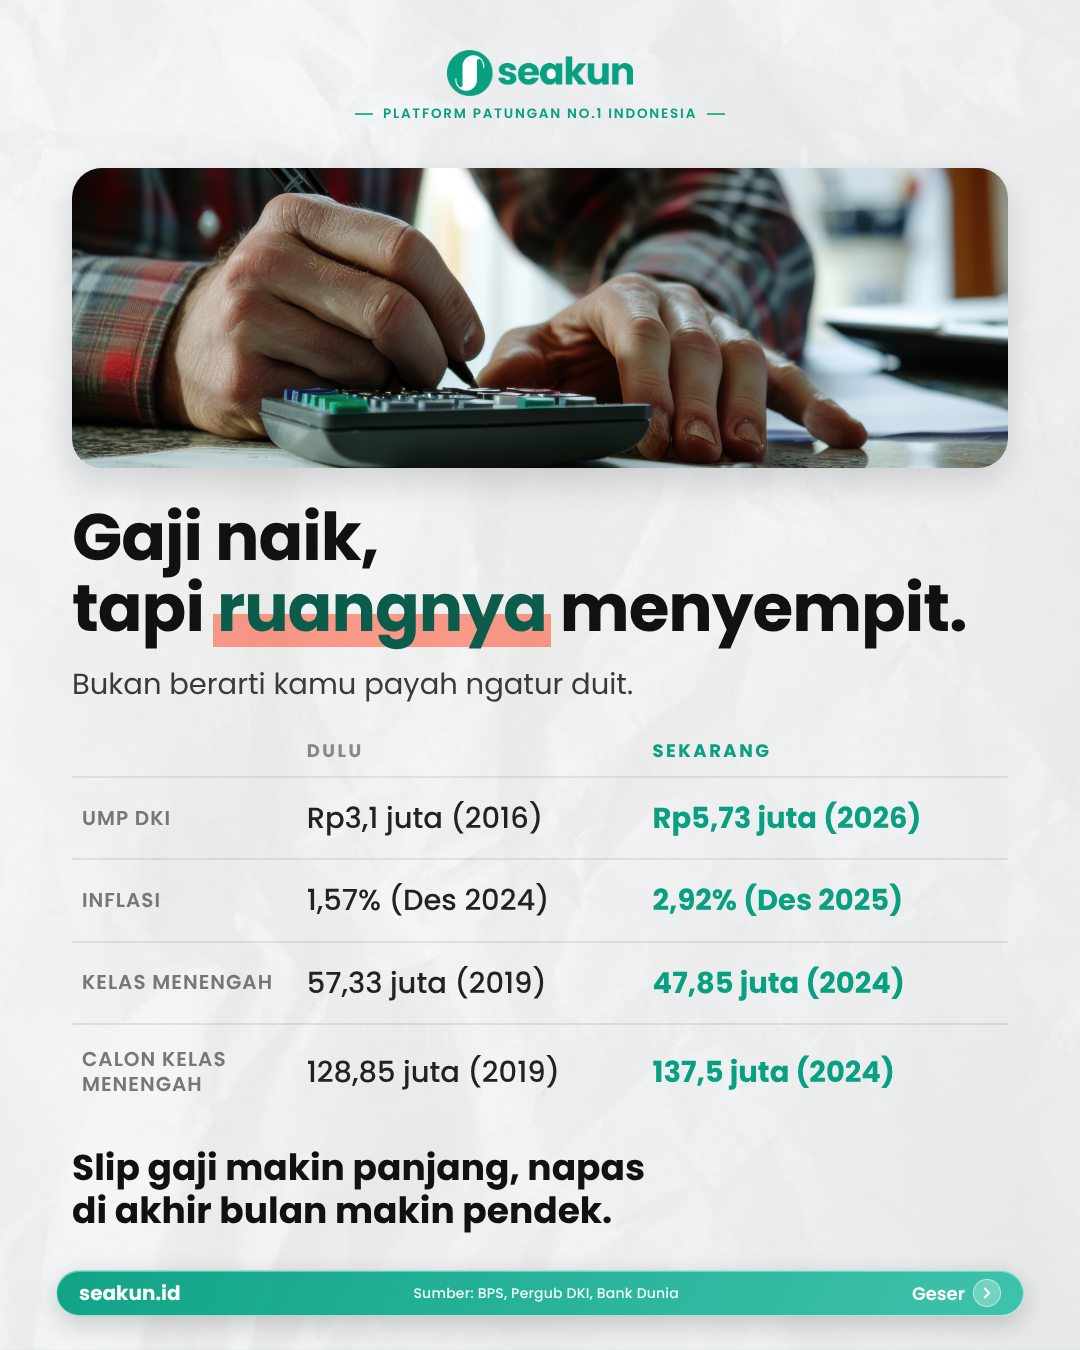 seakun
PLATFORM PATUNGAN NO.1 INDONESIA
Gaji naik,
tapi ruangnya menyempit.
Bukan berarti kamu payah ngatur duit.
DULU SEKARANG
UMP DKI Rp3,1 juta (2016) Rp5,73 juta (2026)
INFLASI 1,57% (Des 2024) 2,92% (Des 2025)
KELAS MENENGAH 57,33 juta (2019) 47,85 juta (2024)
CALON KELAS
MENENGAH 128,85 juta (2019) 137,5 juta (2024)
Slip gaji makin panjang, napas
di akhir bulan makin pendek.
seakun.id Sumber: BPS, Pergub DKI, Bank Dunia Geser